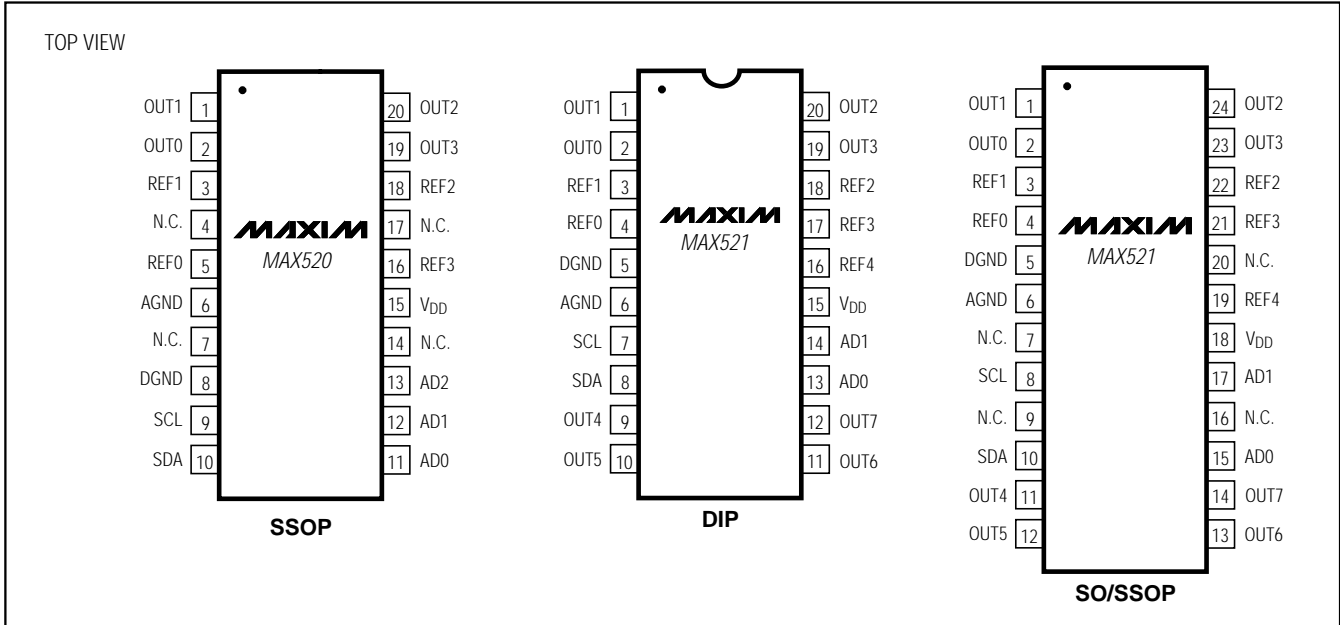 TOP VIEW
OUT1 1
OUT0 2
REF1 3
N.C. 4
REF0 5
AGND 6
N.C. 7
DGND 8
SCL 9
SDA 10
MAXIM
MAX520
20 OUT2
19 OUT3
18 REF2
17 N.C.
16 REF3
15 VDD
14 N.C.
13 AD2
12 AD1
11 AD0
SSOP
OUT1 1
OUT0 2
REF1 3
REF0 4
DGND 5
AGND 6
SCL 7
SDA 8
OUT4 9
OUT5 10
MAXIM
MAX521
20 OUT2
19 OUT3
18 REF2
17 REF3
16 REF4
15 VDD
14 AD1
13 AD0
12 OUT7
11 OUT6
DIP
OUT1 1
OUT0 2
REF1 3
REF0 4
DGND 5
AGND 6
N.C. 7
SCL 8
N.C. 9
SDA 10
OUT4 11
OUT5 12
MAXIM
MAX521
24 OUT2
23 OUT3
22 REF2
21 REF3
20 N.C.
19 REF4
18 VDD
17 AD1
16 N.C.
15 AD0
14 OUT7
13 OUT6
SO/SSOP